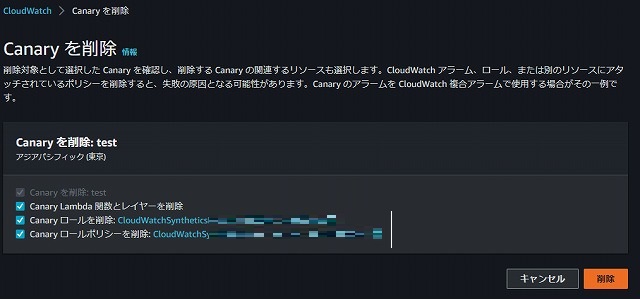 CloudWatch > Canary を削除
Canary を削除 情報
削除対象として選択した Canary を確認し、削除する Canary の関連するリソースも選択します。CloudWatch アラーム、ロール、または別のリソースにア
タッチされているポリシーを削除すると、失敗の原因となる可能性があります。Canary のアラームを CloudWatch 複合アラームで使用する場合がその一例で
す。
Canary を削除: test
アジアパシフィック (東京)
Canary を削除: test
Canary Lambda 関数とレイヤーを削除
Canary ロールを削除: CloudWatchSynthetics
Canary ロールポリシーを削除: CloudWatchSy
キャンセル 削除